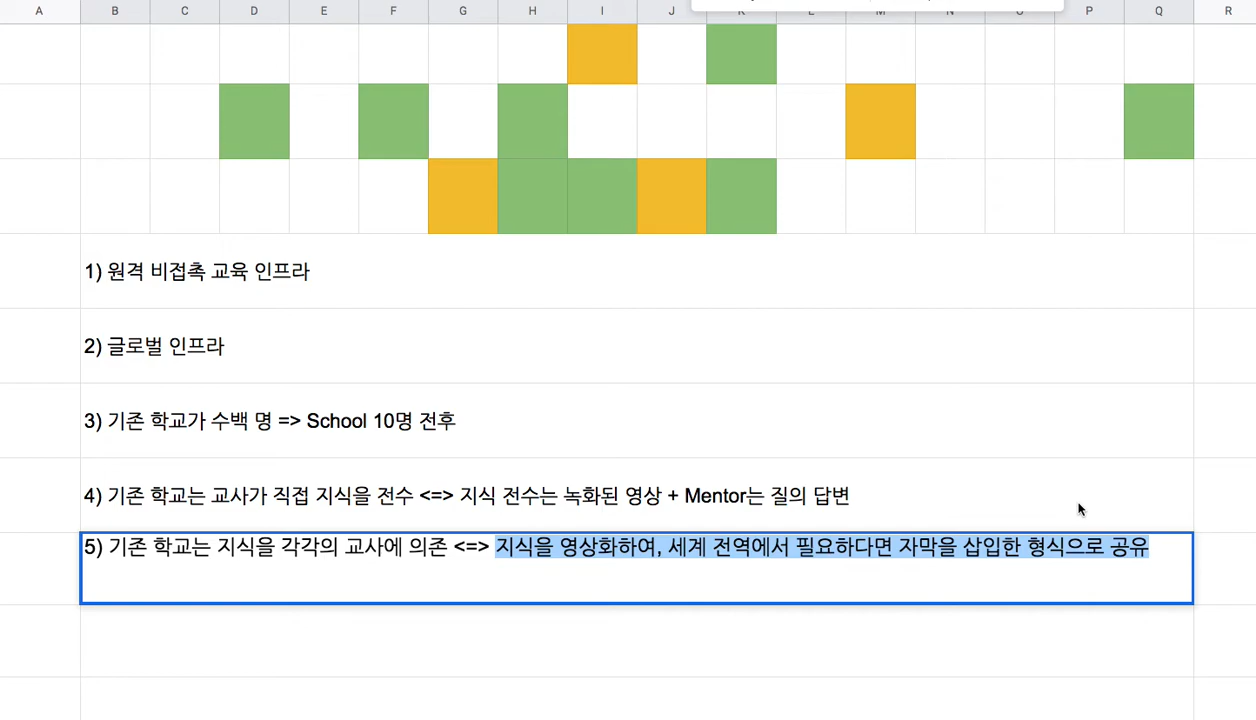 A B C D E F G H I J K L M N O P Q R
1) 원격 비접촉 교육 인프라
2) 글로벌 인프라
3) 기존 학교가 수백 명 => School 10명 전후
4) 기존 학교는 교사가 직접 지식을 전수 <=> 지식 전수는 녹화된 영상 + Mentor는 질의 답변
5) 기존 학교는 지식을 각각의 교사에 의존 <=> 지식을 영상화하여, 세계 전역에서 필요하다면 자막을 삽입한 형식으로 공유